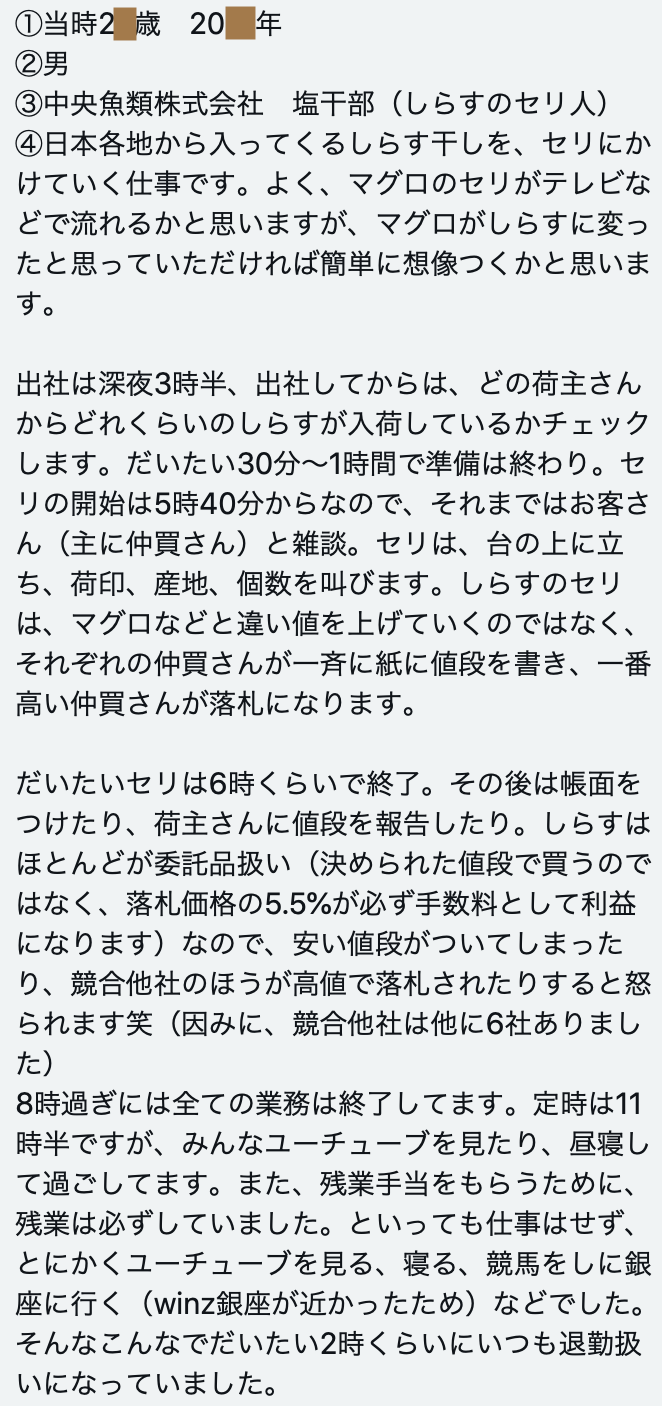 ①当時2 歳　20 年
②男
③中央魚類株式会社　塩干部（しらすのセリ人）
④日本各地から入ってくるしらす干しを、セリにか
けていく仕事です。よく、マグロのセリがテレビな
どで流れるかと思いますが、マグロがしらすに変っ
たと思っていただければ簡単に想像つくかと思いま
す。
出社は深夜3時半、出社してからは、どの荷主さん
からどれくらいのしらすが入荷しているかチェック
します。だいたい30分〜1時間で準備は終わり。セ
リの開始は5時40分からなので、それまではお客さ
ん（主に仲買さん）と雑談。セリは、台の上に立
ち、荷印、産地、個数を叫びます。しらすのセリ
は、マグロなどと違い値を上げていくのではなく、
それぞれの仲買さんが一斉に紙に値段を書き、一番
高い仲買さんが落札になります。
だいたいセリは6時くらいで終了。その後は帳面を
つけたり、荷主さんに値段を報告したり。しらすは
ほとんどが委託品扱い（決められた値段で買うので
はなく、落札価格の5.5%が必ず手数料として利益
になります）なので、安い値段がついてしまった
り、競合他社のほうが高値で落札されたりすると怒
られます笑（因みに、競合他社は他に6社ありまし
た）
8時過ぎには全ての業務は終了してます。定時は11
時半ですが、みんなユーチューブを見たり、昼寝し
て過ごしてます。また、残業手当をもらうために、
残業は必ずしていました。といっても仕事はせず、
とにかくユーチューブを見る、寝る、競馬をしに銀
座に行く（winz銀座が近かったため）などでした。
そんなこんなでだいたい2時くらいにいつも退勤扱
いになっていました。